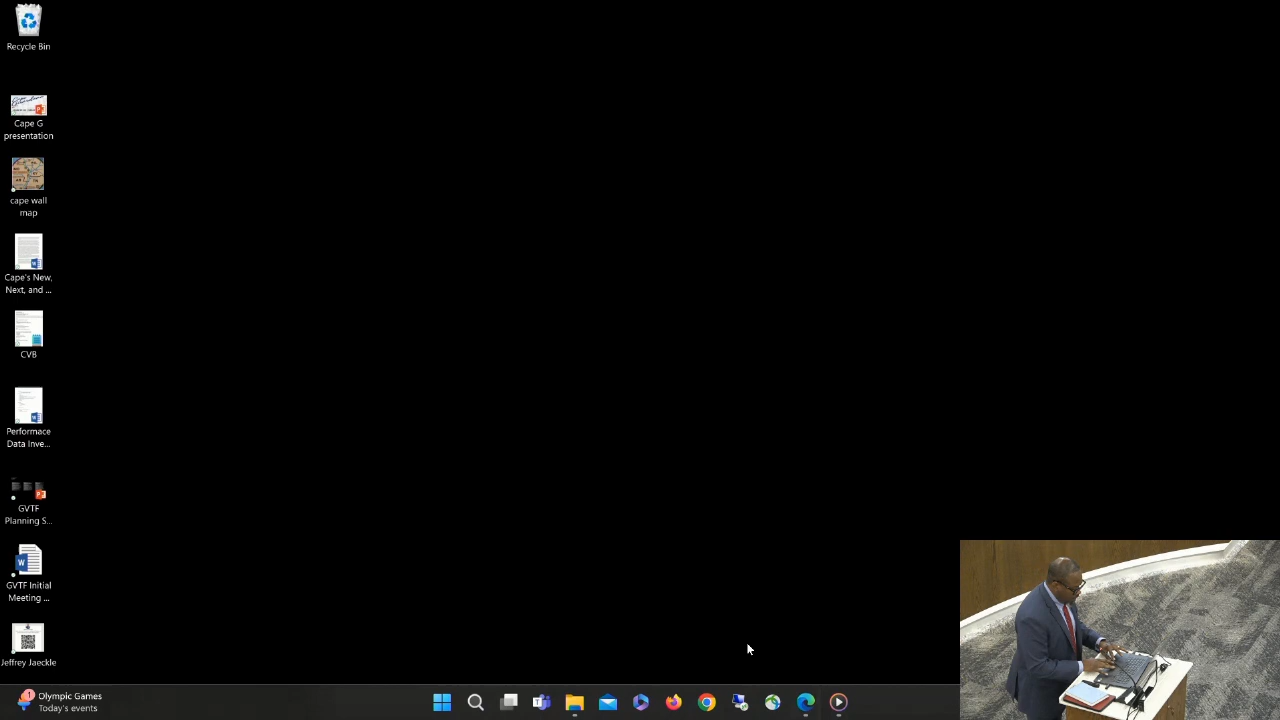 Recycle Bin
Cape G
presentation
cape wall
map
Cape's New,
Next, and ...
CVB
Performace
Data Inve...
GVTF
Planning S...
GVTF Initial
Meeting ...
Jeffrey Jaeckle
1
Olympic Games
Today's events